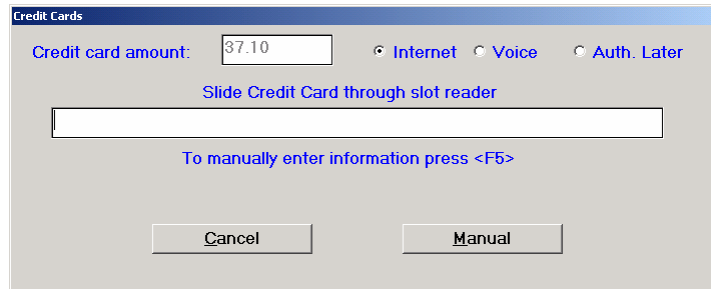 Credit Cards
Credit card amount: 37.10 Internet Voice Auth. Later
Slide Credit Card through slot reader
To manually enter information press <F5>
Cancel Manual